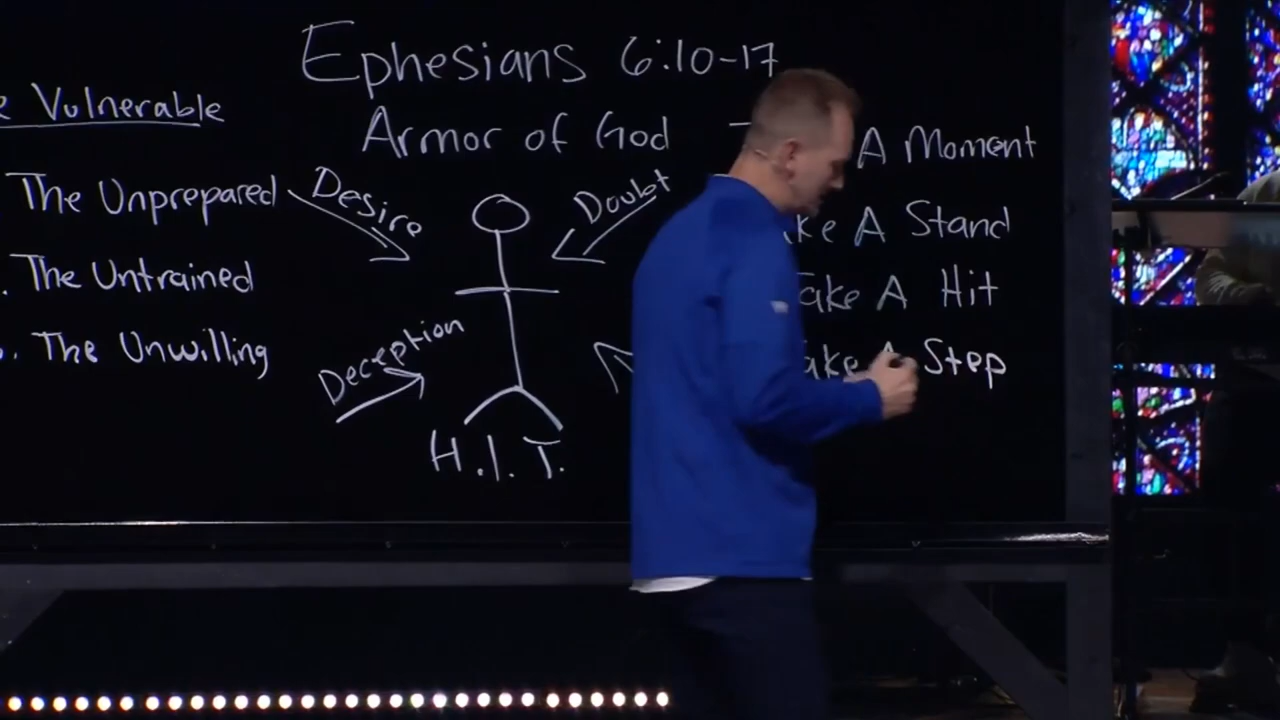 Ephesians 6:10-17
Armor of God
Vulnerable
The Unprepared
The Untrained
The Unwilling
Desire
Doubt
Deception
H.I.T.
A Moment
A Stand
Take A Hit
Step